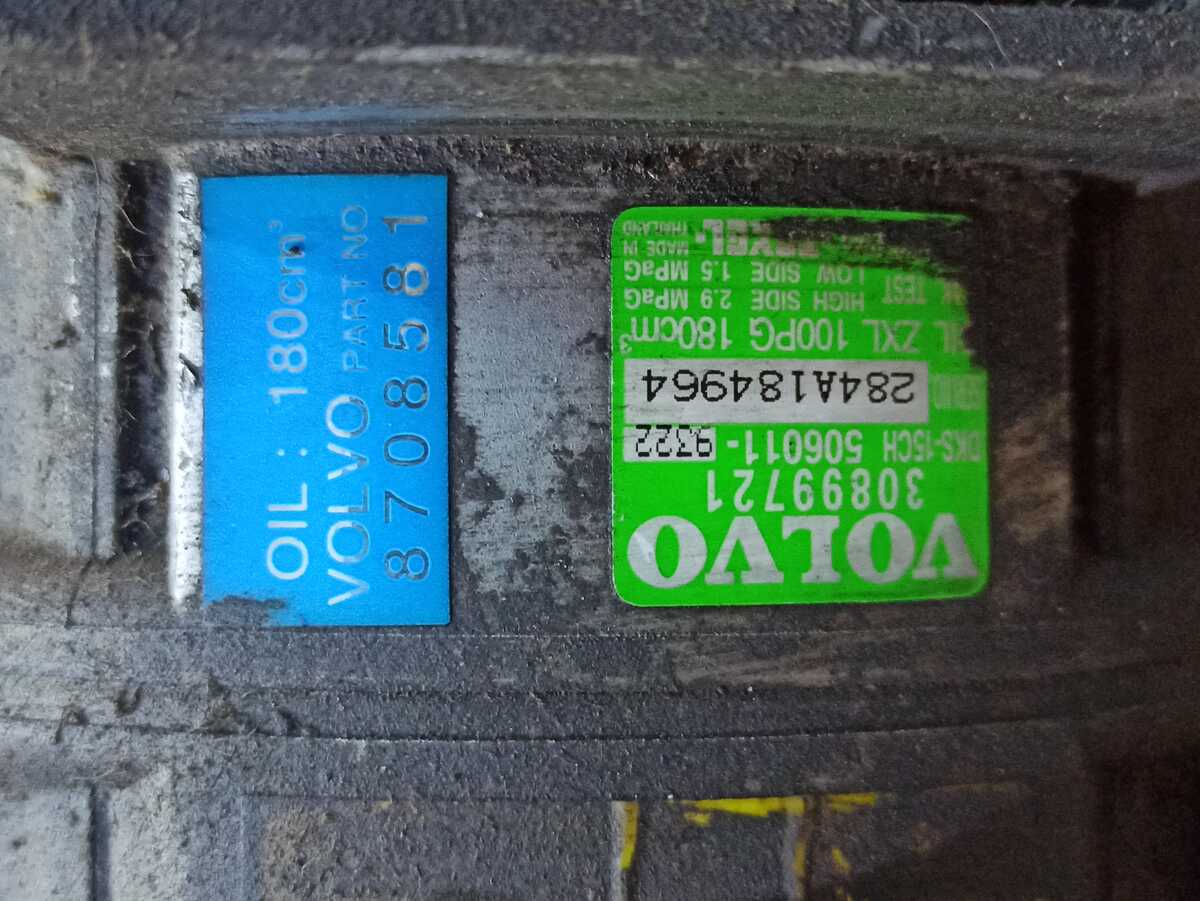 OIL : 180cm³
VOLVO PART NO
8708581
VOLVO
30899721
DKS-15CH 506011-9322
284A184964
ZXL 100PG 180cm³
HIGH SIDE 2.9 MPaG
TEST LOW SIDE 1.5 MPaG
MADE IN
THAILAND